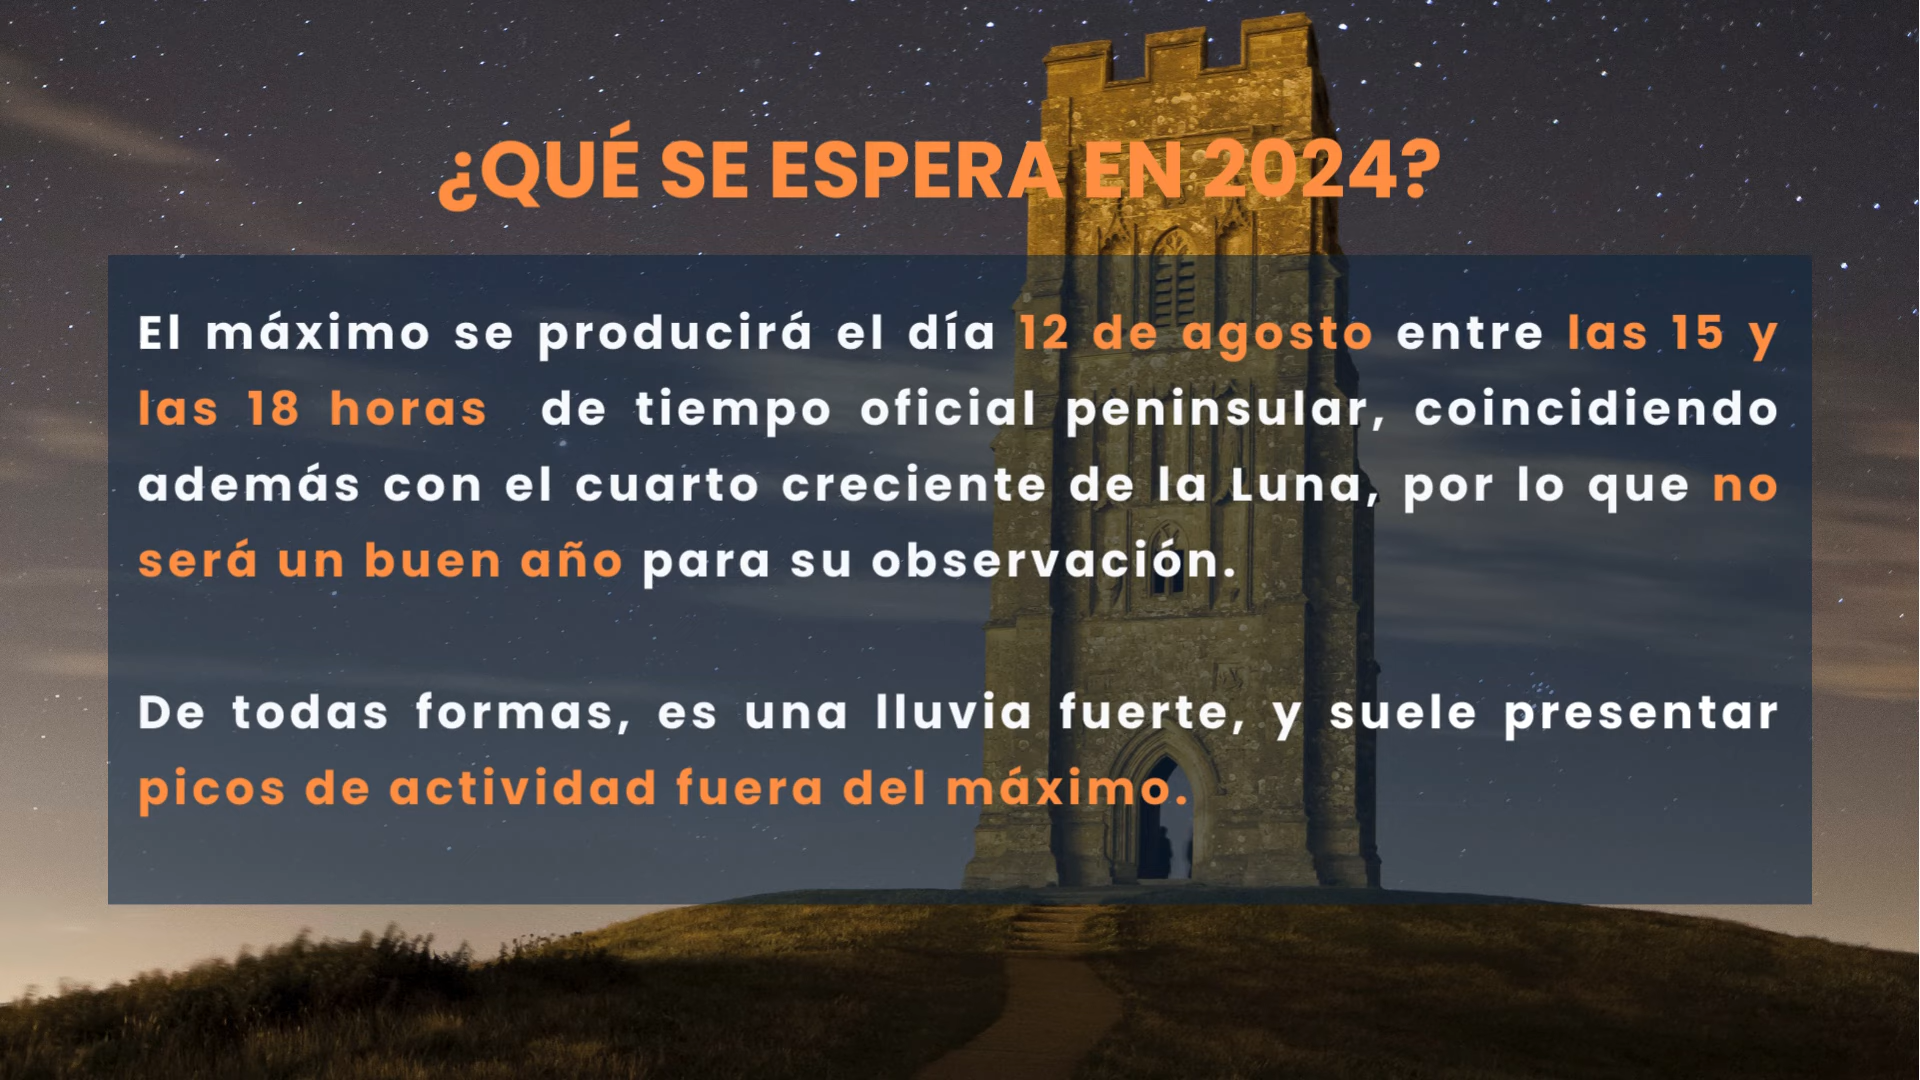 ¿QUÉ SE ESPERA EN 2024?
El máximo se producirá el día 12 de agosto entre las 15 y
las 18 horas de tiempo oficial peninsular, coincidiendo
además con el cuarto creciente de la Luna, por lo que no
será un buen año para su observación.
De todas formas, es una lluvia fuerte, y suele presentar
picos de actividad fuera del máximo.